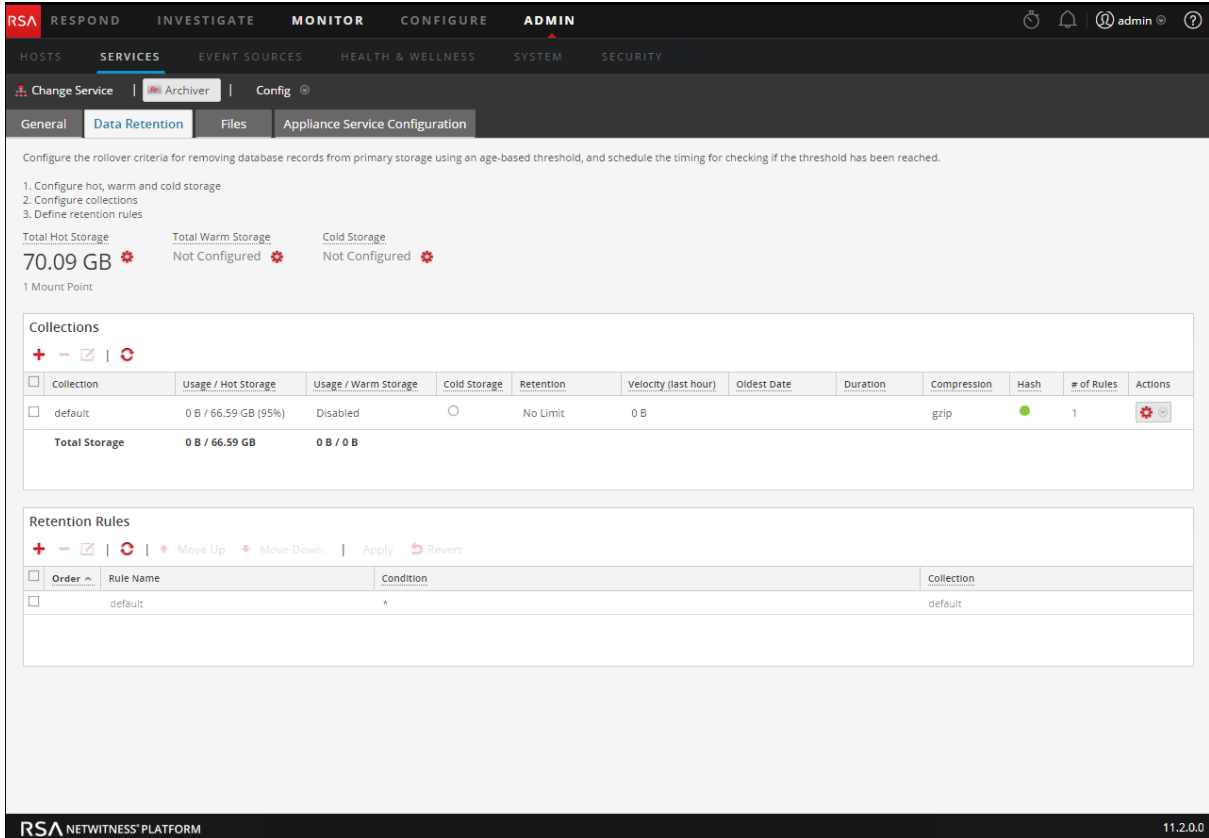 RSA RESPOND INVESTIGATE MONITOR CONFIGURE ADMIN admin ?
HOSTS SERVICES EVENT SOURCES HEALTH & WELLNESS SYSTEM SECURITY
Change Service | Archiver | Config
General Data Retention Files Appliance Service Configuration
Configure the rollover criteria for removing database records from primary storage using an age-based threshold, and schedule the timing for checking if the threshold has been reached.
1. Configure hot, warm and cold storage
2. Configure collections
3. Define retention rules
Total Hot Storage Total Warm Storage Cold Storage
70.09 GB Not Configured Not Configured
1 Mount Point
Collections
Collection Usage / Hot Storage Usage / Warm Storage Cold Storage Retention Velocity (last hour) Oldest Date Duration Compression Hash # of Rules Actions
default 0 B / 66.59 GB (95%) Disabled No Limit 0 B gzip 1
Total Storage 0 B / 66.59 GB 0 B / 0 B
Retention Rules
| Move Up Move Down | Apply Revert
Order Rule Name Condition Collection
default * default
RSA NETWITNESS® PLATFORM 11.2.0.0